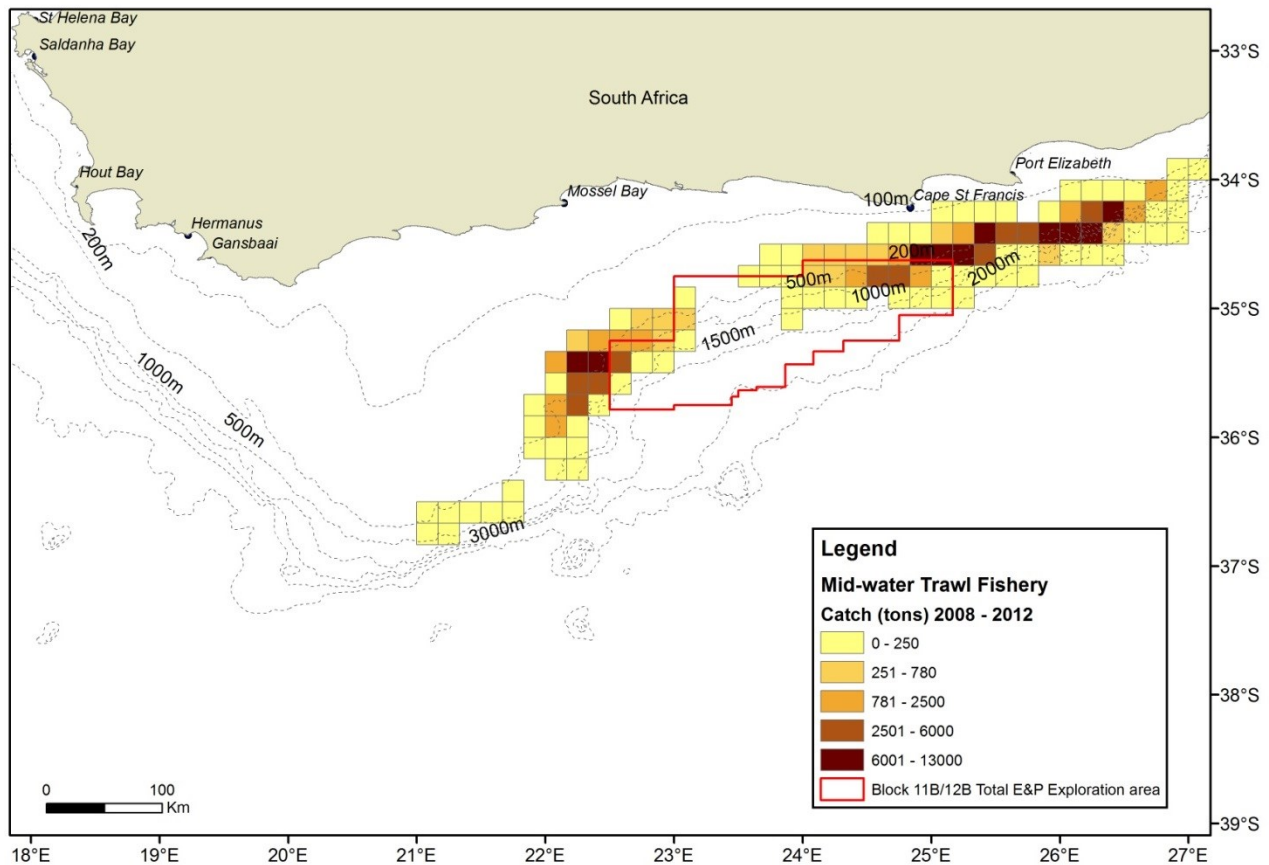 St Helena Bay
Saldanha Bay
33°S
South Africa
Port Elizabeth
34°S
Hout Bay
Mossel Bay
100m
Cape St Francis
Hermanus
Gansbaai
200m
200m
2000m
500m
1000m
35°S
1500m
1000m
500m
36°S
3000m
37°S
38°S
39°S
Legend
Mid-water Trawl Fishery
Catch (tons) 2008 - 2012
0 - 250
251 - 780
781 - 2500
2501 - 6000
6001 - 13000
Block 11B/12B Total E&P Exploration area
0 100
Km
18°E 19°E 20°E 21°E 22°E 23°E 24°E 25°E 26°E 27°E